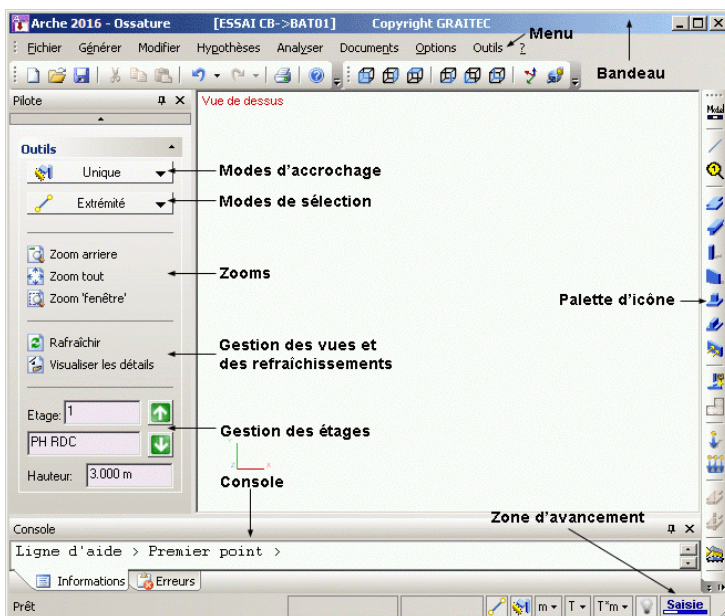 Arche 2016 - Ossature [ESSAI CB->BAT01] Copyright GRAITEC
Menu
Fichier Générer Modifier Hypothèses Analyser Documents Options Outils ?
Bandeau
Pilote
Vue de dessus
Model
Outils
Unique
Modes d'accrochage
Extrémité
Modes de sélection
Zoom arriere
Zoom tout
Zooms
Zoom 'fenêtre'
Palette d'icône
Rafraîchir
Gestion des vues et
des refraîchissements
Visualiser les détails
Etage: 1
PH RDC
Gestion des étages
Hauteur: 3.000 m
Y
Z X
Console
Zone d'avancement
Console
Ligne d'aide > Premier point >
Informations Erreurs
Prêt
m T T*m Saisie